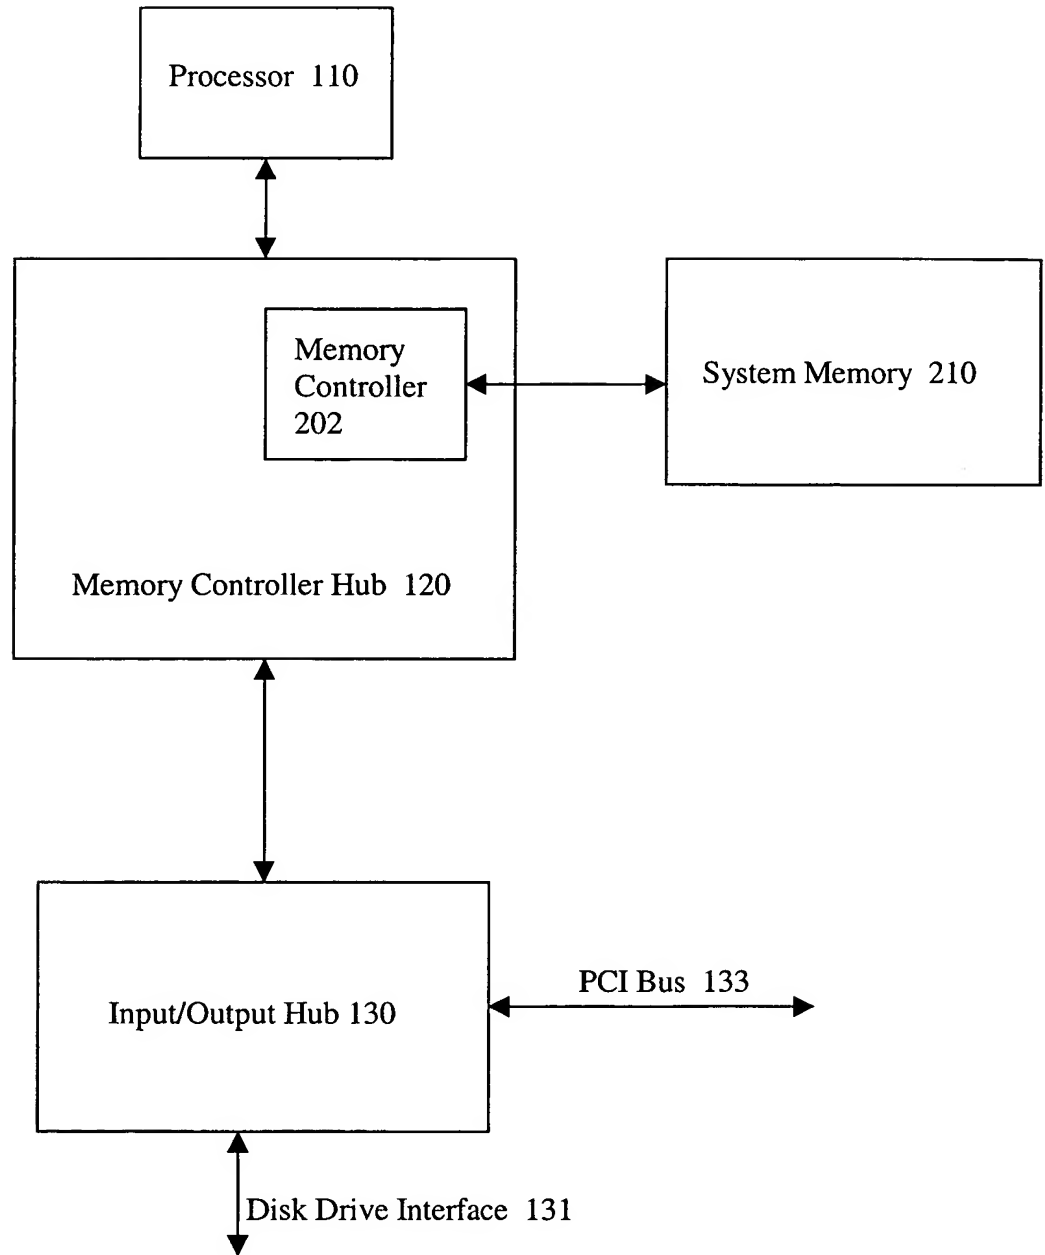 Processor 110
Memory
Controller
202
System Memory 210
Memory Controller Hub 120
PCI Bus 133
Input/Output Hub 130
Disk Drive Interface 131